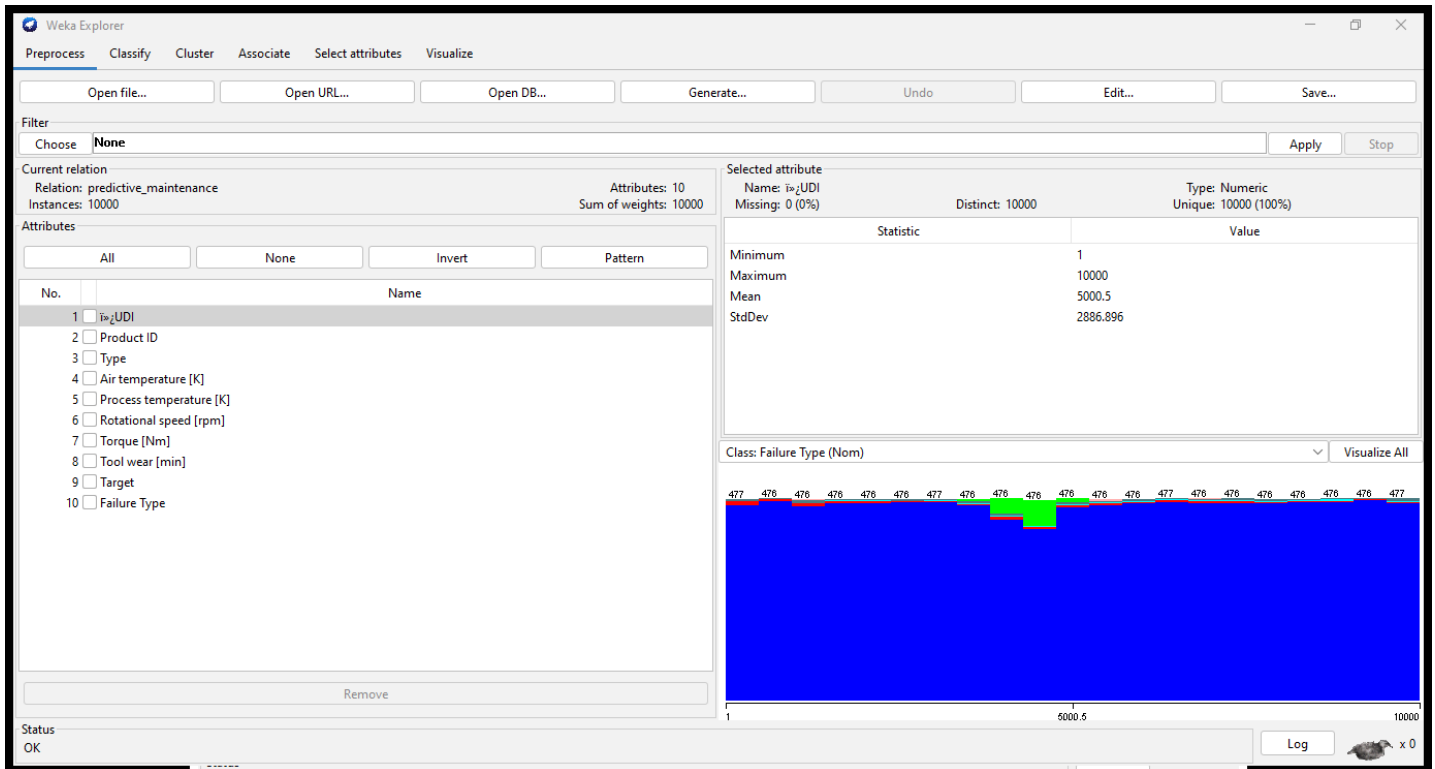 Weka Explorer
Preprocess Classify Cluster Associate Select attributes Visualize
Open file... Open URL... Open DB... Generate... Undo Edit... Save...
Filter
Choose None Apply Stop
Current relation
Relation: predictive_maintenance Attributes: 10
Instances: 10000 Sum of weights: 10000
Attributes
All None Invert Pattern
No. Name
1 ï»¿UDI
2 Product ID
3 Type
4 Air temperature [K]
5 Process temperature [K]
6 Rotational speed [rpm]
7 Torque [Nm]
8 Tool wear [min]
9 Target
10 Failure Type
Remove
Selected attribute
Name: ï»¿UDI Type: Numeric
Missing: 0 (0%) Distinct: 10000 Unique: 10000 (100%)
Statistic Value
Minimum 1
Maximum 10000
Mean 5000.5
StdDev 2886.896
Class: Failure Type (Nom) Visualize All
477 476 476 476 476 476 477 476 476 476 476 476 476 477 476 476 476 476 476 476 477
1 5000.5 10000
Status
OK
Log x 0